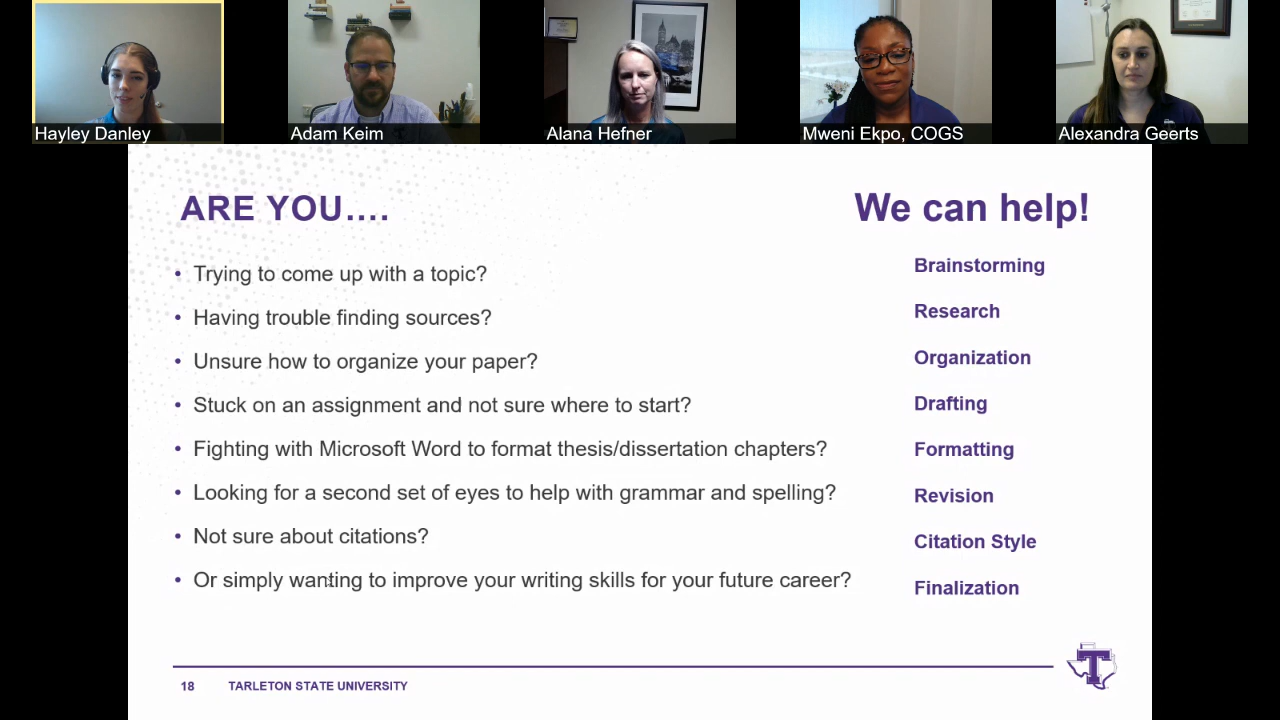 Hayley Danley
Adam Keim
Alana Hefner
Mweni Ekpo, COGS
Alexandra Geerts
ARE YOU….
We can help!
• Trying to come up with a topic?
Brainstorming
• Having trouble finding sources?
Research
• Unsure how to organize your paper?
Organization
• Stuck on an assignment and not sure where to start?
Drafting
• Fighting with Microsoft Word to format thesis/dissertation chapters?
Formatting
• Looking for a second set of eyes to help with grammar and spelling?
Revision
• Not sure about citations?
Citation Style
• Or simply wanting to improve your writing skills for your future career?
Finalization
18 TARLETON STATE UNIVERSITY
T